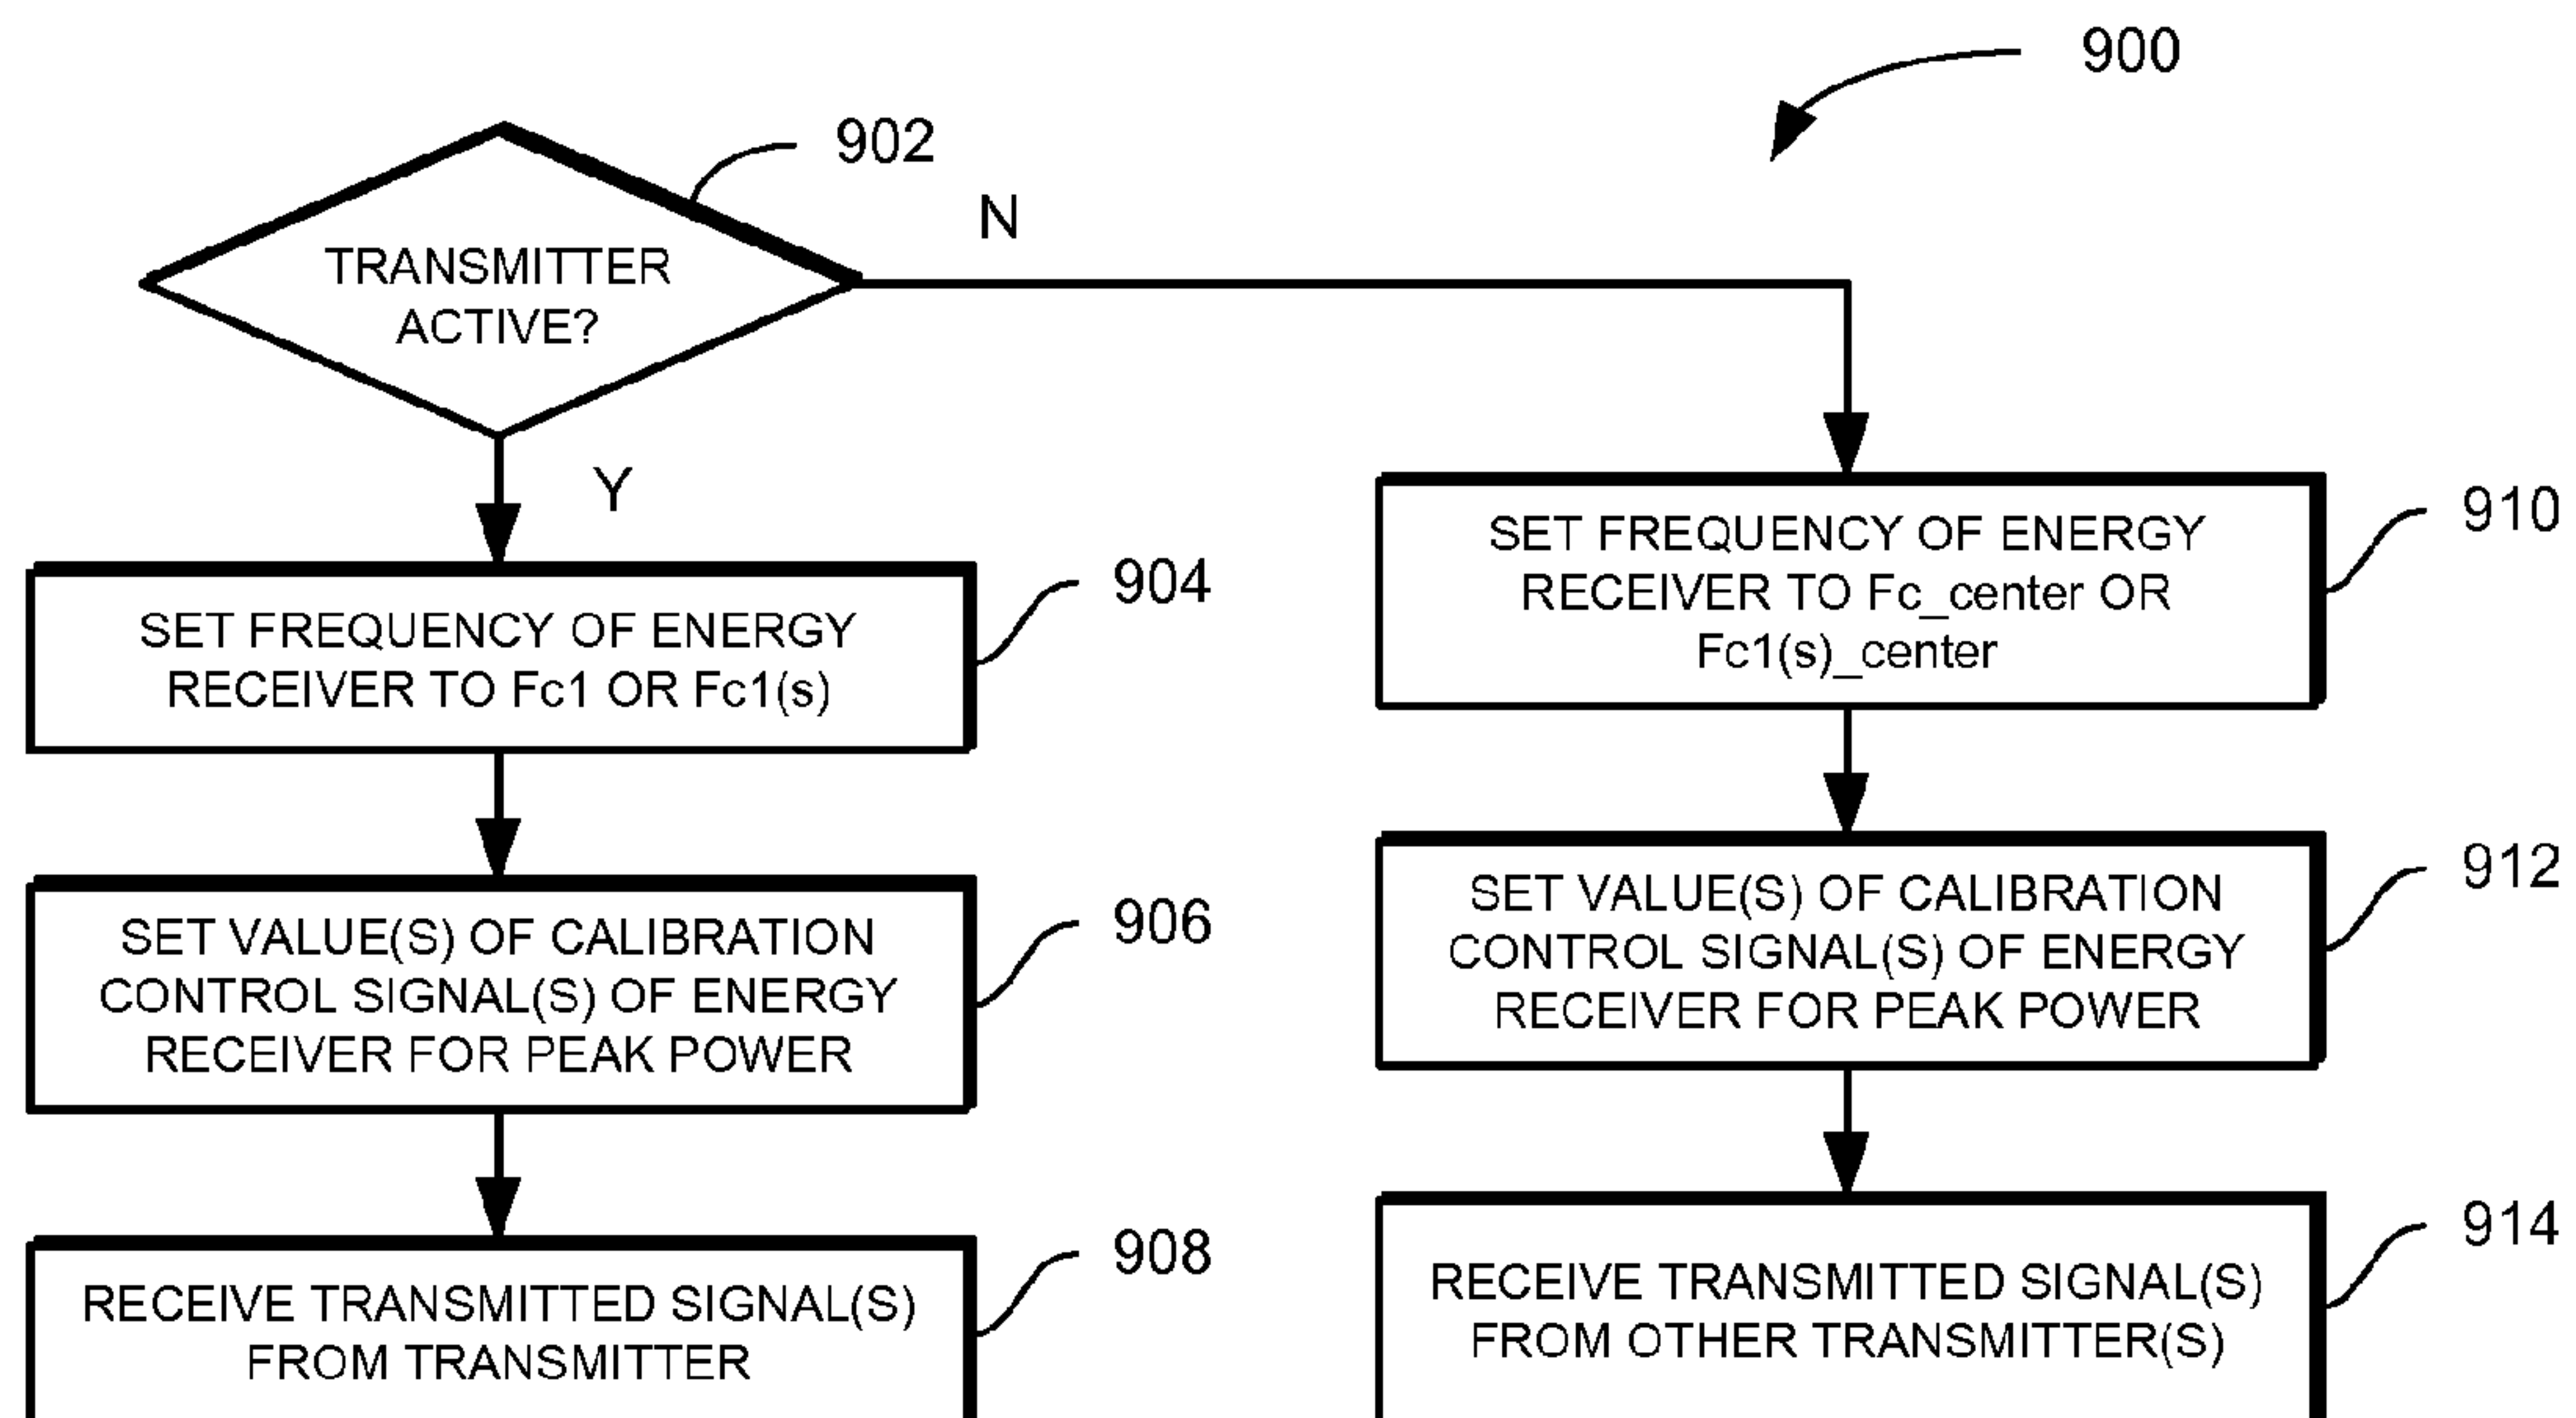 900
902
TRANSMITTER
ACTIVE?
N
Y
904
SET FREQUENCY OF ENERGY
RECEIVER TO Fc1 OR Fc1(s)
906
SET VALUE(S) OF CALIBRATION
CONTROL SIGNAL(S) OF ENERGY
RECEIVER FOR PEAK POWER
908
RECEIVE TRANSMITTED SIGNAL(S)
FROM TRANSMITTER
910
SET FREQUENCY OF ENERGY
RECEIVER TO Fc_center OR
Fc1(s)_center
912
SET VALUE(S) OF CALIBRATION
CONTROL SIGNAL(S) OF ENERGY
RECEIVER FOR PEAK POWER
914
RECEIVE TRANSMITTED SIGNAL(S)
FROM OTHER TRANSMITTER(S)